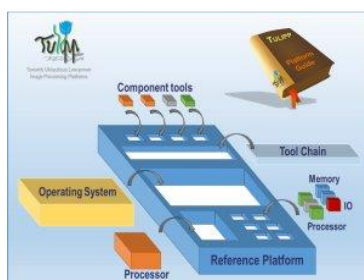 TULIPP
Towards Ubiquitous Low-power
Image Processing Platforms
TULIPP
Platform
Guide
Component tools
Tool Chain
Operating System
Memory
IO
Processor
Reference Platform
Processor